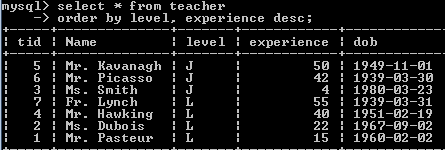 mysql> select * from teacher
-> order by level, experience desc;
tid | Name | level | experience | dob
5 | Mr. Kavanagh | J | 50 | 1949-11-01
6 | Mr. Picasso | J | 42 | 1939-03-30
3 | Ms. Smith | J | 4 | 1980-03-23
7 | Fr. Lynch | L | 55 | 1939-03-31
4 | Mr. Hawking | L | 40 | 1951-02-19
2 | Ms. Dubois | L | 22 | 1967-09-02
1 | Mr. Pasteur | L | 15 | 1960-02-02